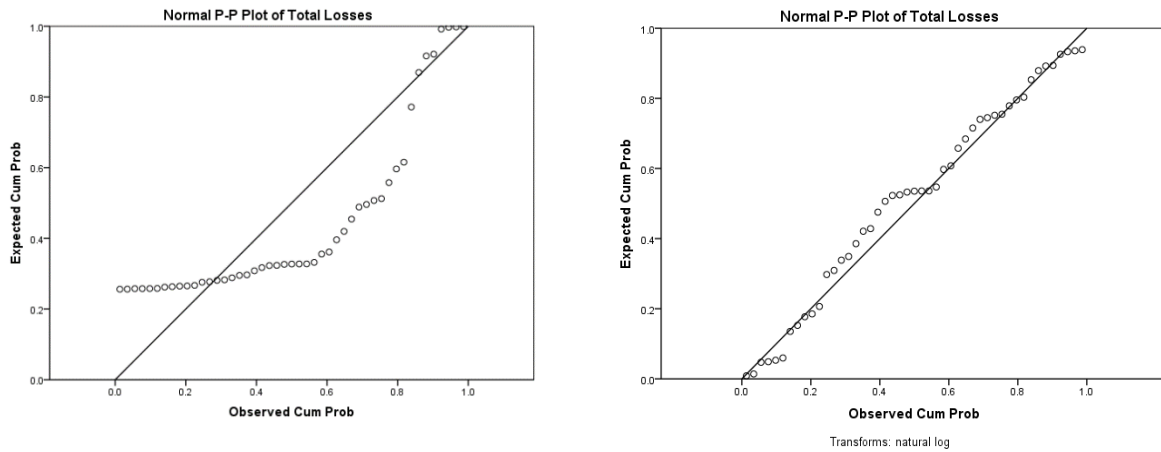 Normal P-P Plot of Total Losses
1.0
0.8
0.6
0.4
0.2
0.0
Expected Cum Prob
0.0 0.2 0.4 0.6 0.8 1.0
Observed Cum Prob
Normal P-P Plot of Total Losses
1.0
0.8
0.6
0.4
0.2
0.0
Expected Cum Prob
0.0 0.2 0.4 0.6 0.8 1.0
Observed Cum Prob
Transforms: natural log